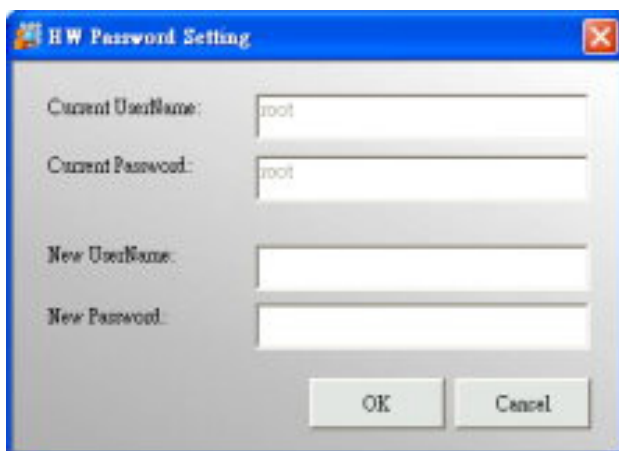 HW Password Setting
Current UserName: root
Current Password: root
New UserName:
New Password:
OK Cancel